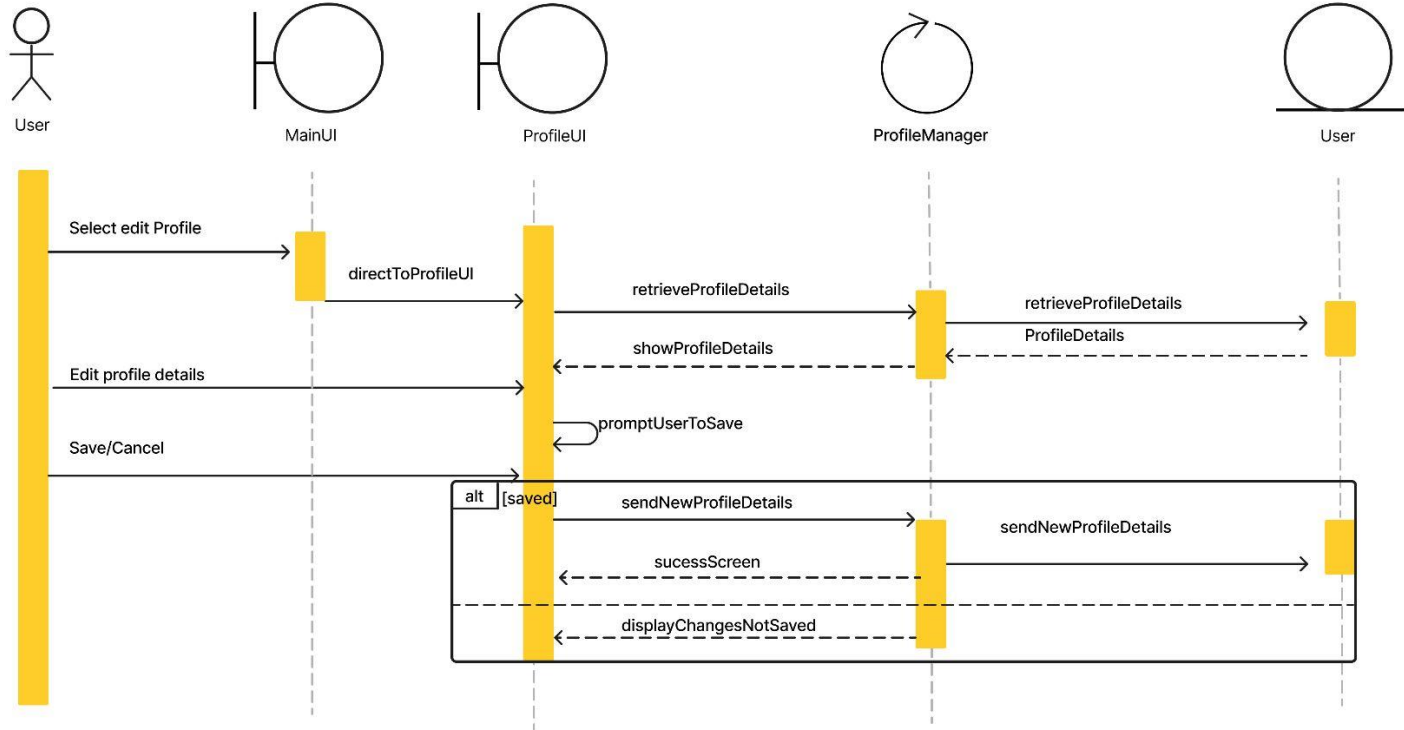 User
MainUI
ProfileUI
ProfileManager
User
Select edit Profile
directToProfileUI
retrieveProfileDetails
retrieveProfileDetails
ProfileDetails
showProfileDetails
Edit profile details
promptUserToSave
Save/Cancel
alt [saved]
sendNewProfileDetails
sendNewProfileDetails
sucessScreen
displayChangesNotSaved